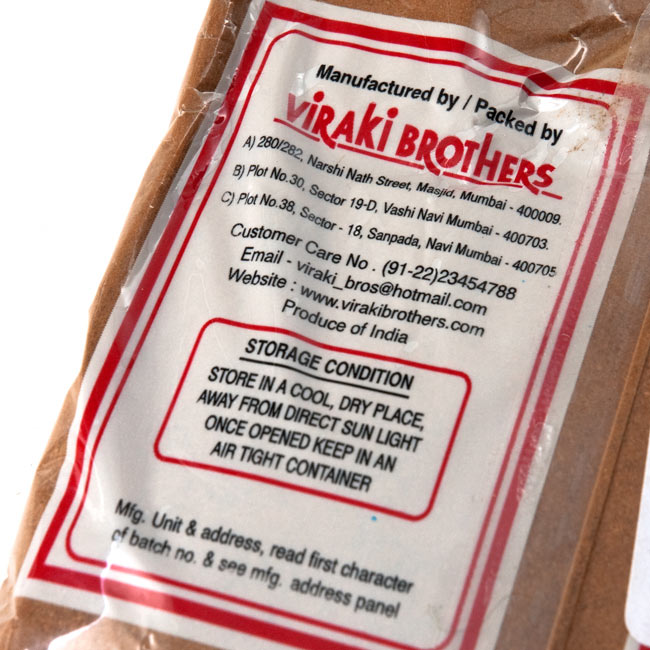 Manufactured by / Packed by
VIRAKI BROTHERS
A) 280/282, Narshi Nath Street, Masjid, Mumbai - 400009.
B) Plot No.30, Sector 19-D, Vashi Navi Mumbai - 400703.
C) Plot No.38, Sector - 18, Sanpada, Navi Mumbai - 400705
Customer Care No . (91-22)23454788
Email - viraki_bros@hotmail.com
Website : www.virakibrothers.com
Produce of India
STORAGE CONDITION
STORE IN A COOL, DRY PLACE,
AWAY FROM DIRECT SUN LIGHT
ONCE OPENED KEEP IN AN
AIR TIGHT CONTAINER
Mfg. Unit & address, read first character
of batch no. & see mfg. address panel